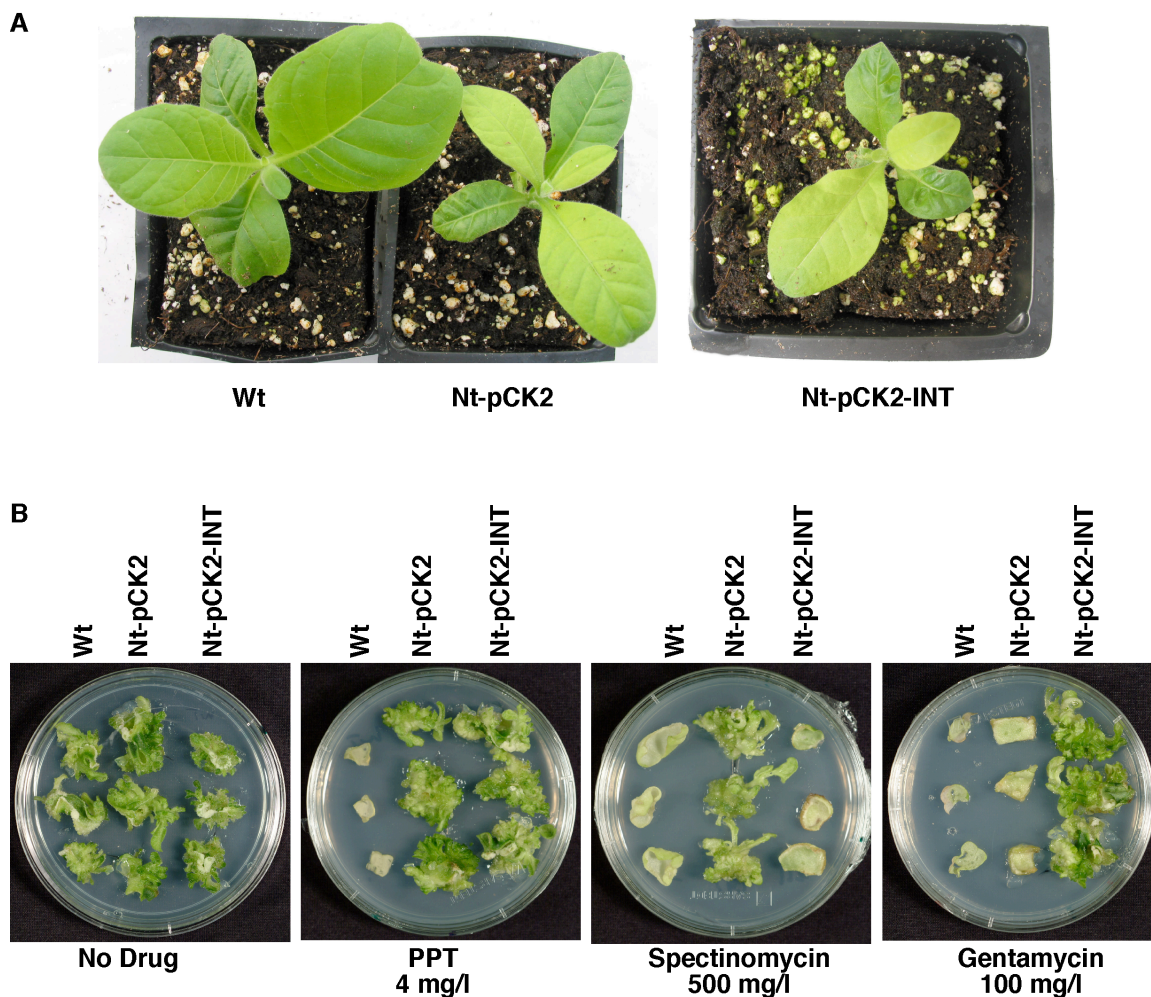 A
Wt
Nt-pCK2
Nt-pCK2-INT
B
Wt
Nt-pCK2
Nt-pCK2-INT
Wt
Nt-pCK2
Nt-pCK2-INT
Wt
Nt-pCK2
Nt-pCK2-INT
Wt
Nt-pCK2
Nt-pCK2-INT
No Drug
PPT
4 mg/l
Spectinomycin
500 mg/l
Gentamycin
100 mg/l